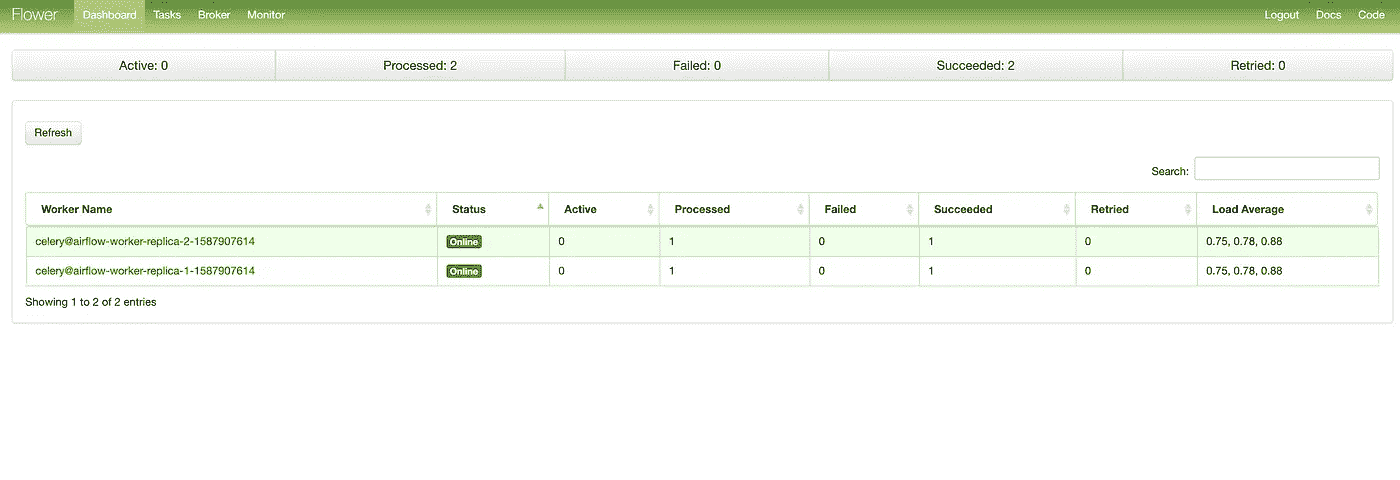 Flower Dashboard Tasks Broker Monitor Logout Docs Code
Active: 0 Processed: 2 Failed: 0 Succeeded: 2 Retried: 0
Refresh
Search:
Worker Name Status Active Processed Failed Succeeded Retried Load Average
celery@airflow-worker-replica-2-1587907614 Online 0 1 0 1 0 0.75, 0.78, 0.88
celery@airflow-worker-replica-1-1587907614 Online 0 1 0 1 0 0.75, 0.78, 0.88
Showing 1 to 2 of 2 entries